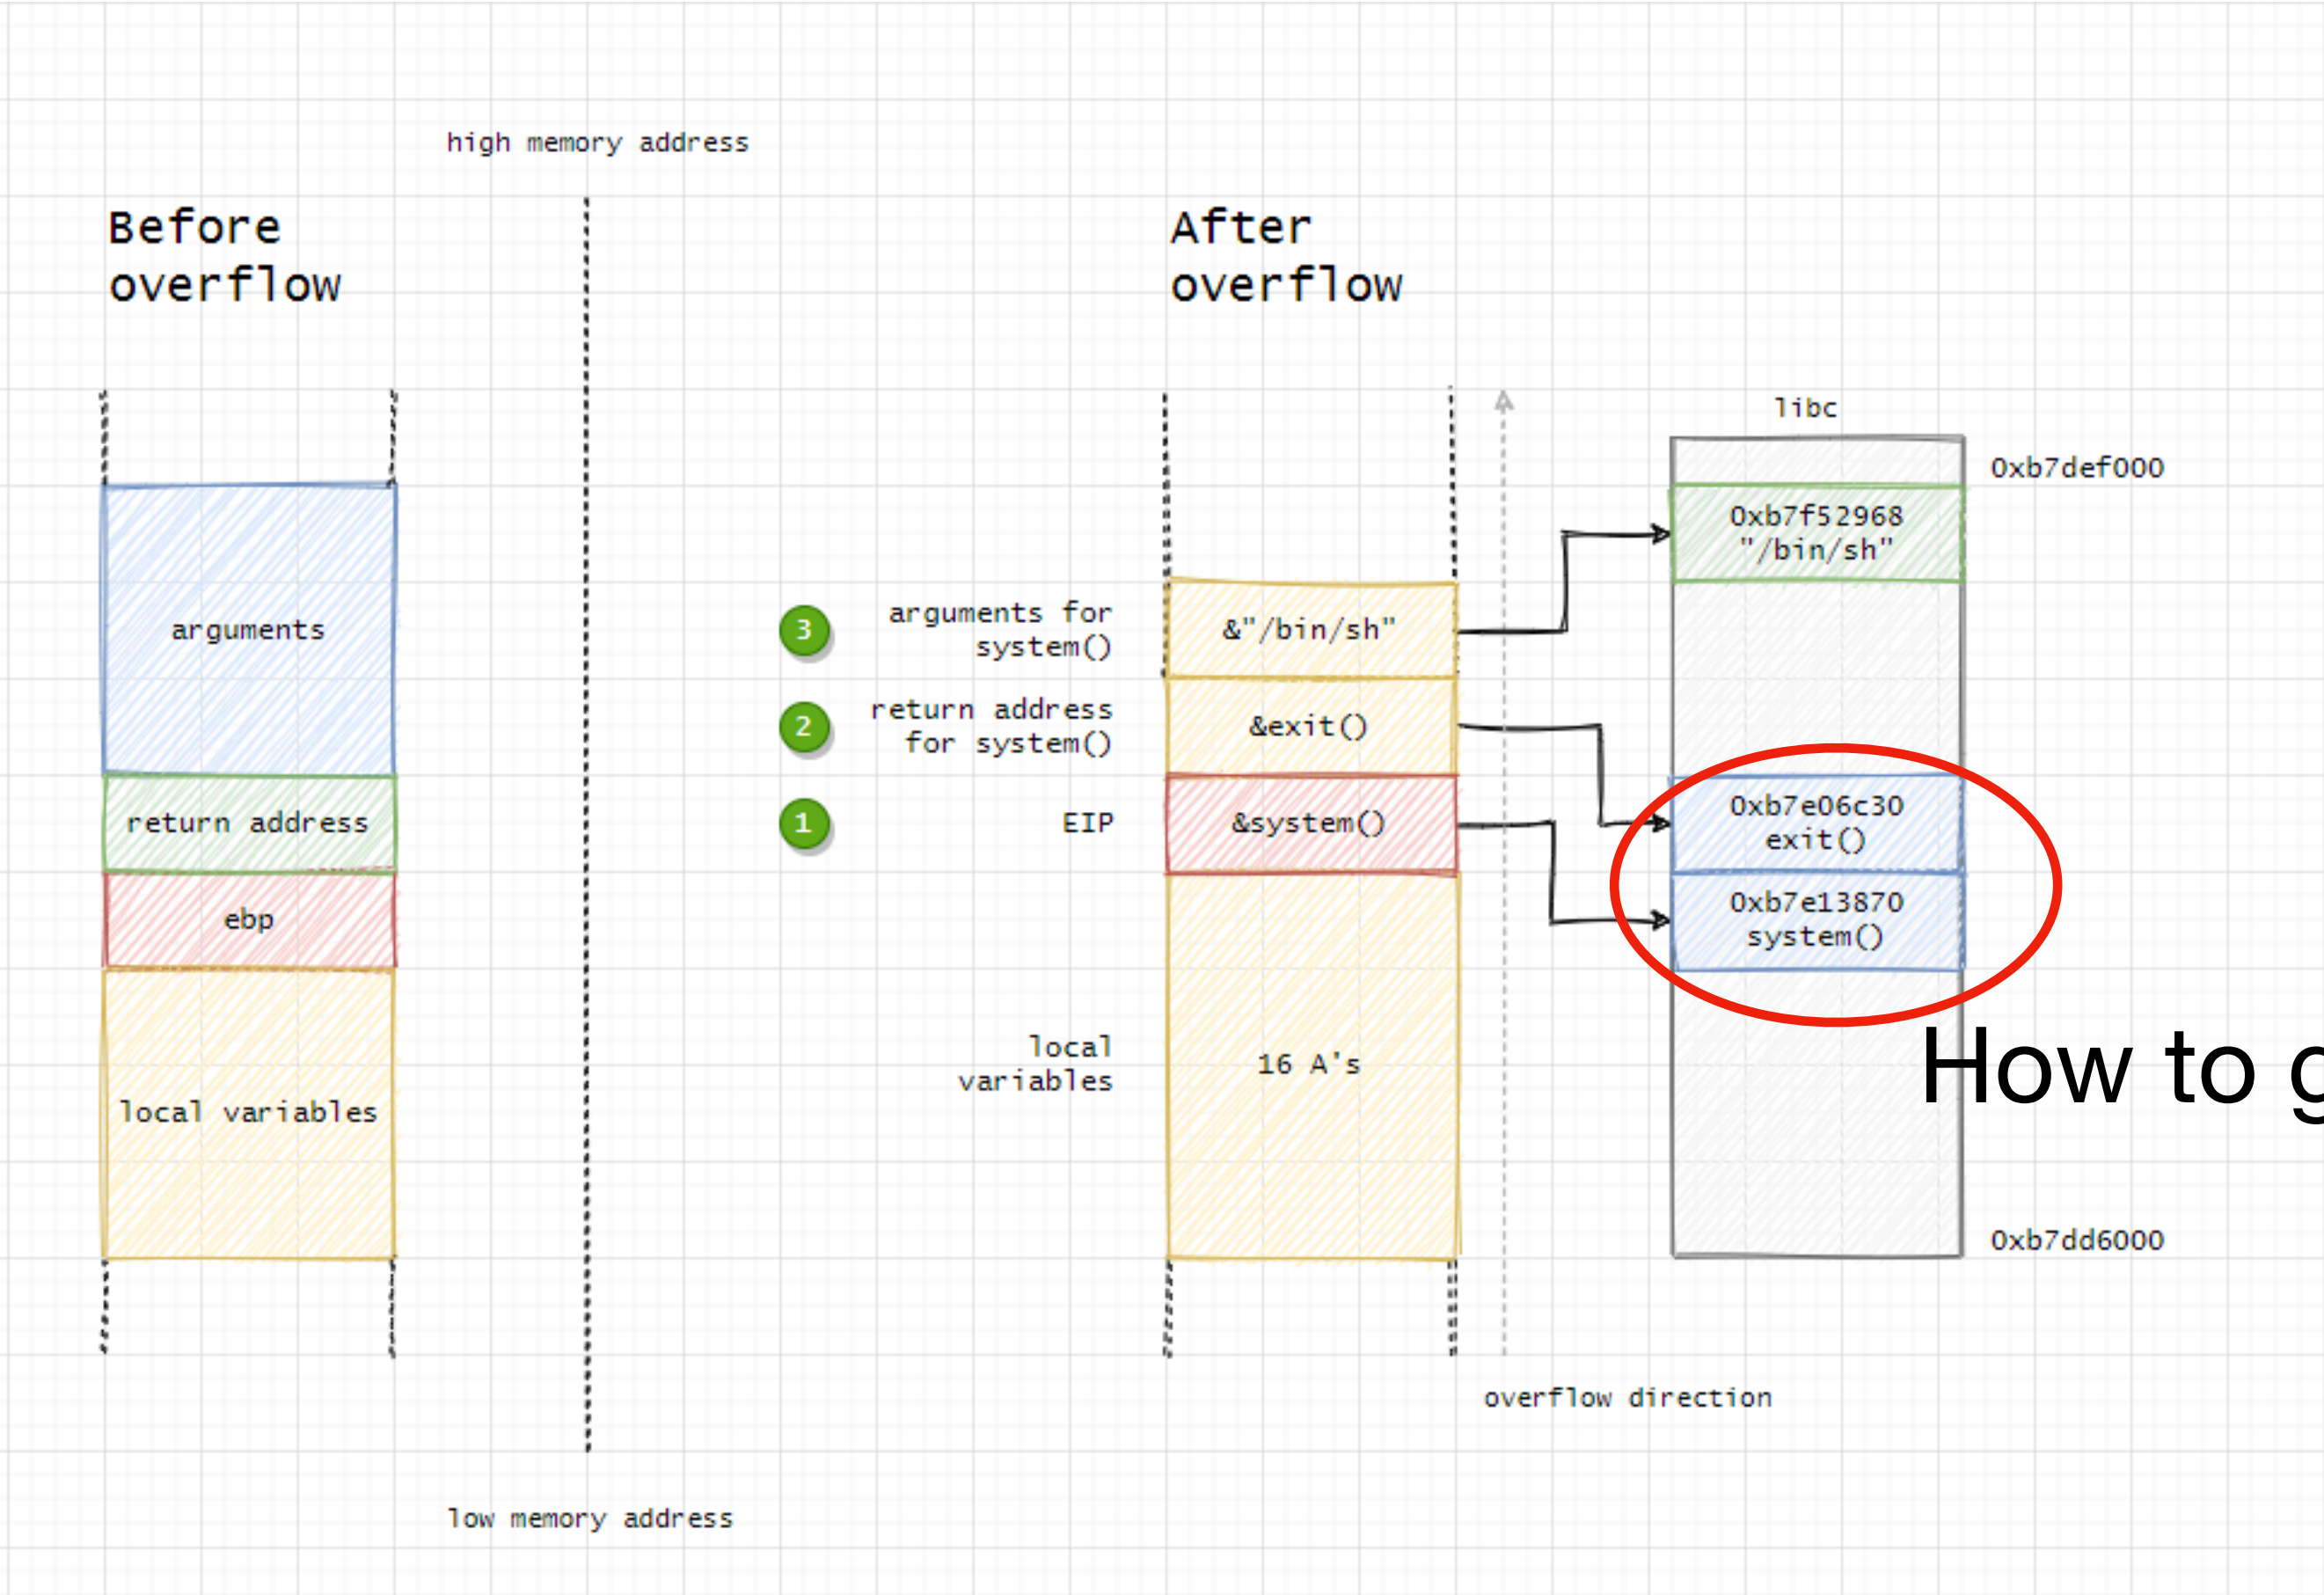 high memory address
Before
overflow
After
overflow
libc
0xb7def000
0xb7f52968
"/bin/sh"
arguments
3
arguments for
system()
&"/bin/sh"
2
return address
for system()
&exit()
return address
1
EIP
&system()
0xb7e06c30
exit()
ebp
0xb7e13870
system()
local
variables
16 A's
How to
local variables
0xb7dd6000
overflow direction
low memory address